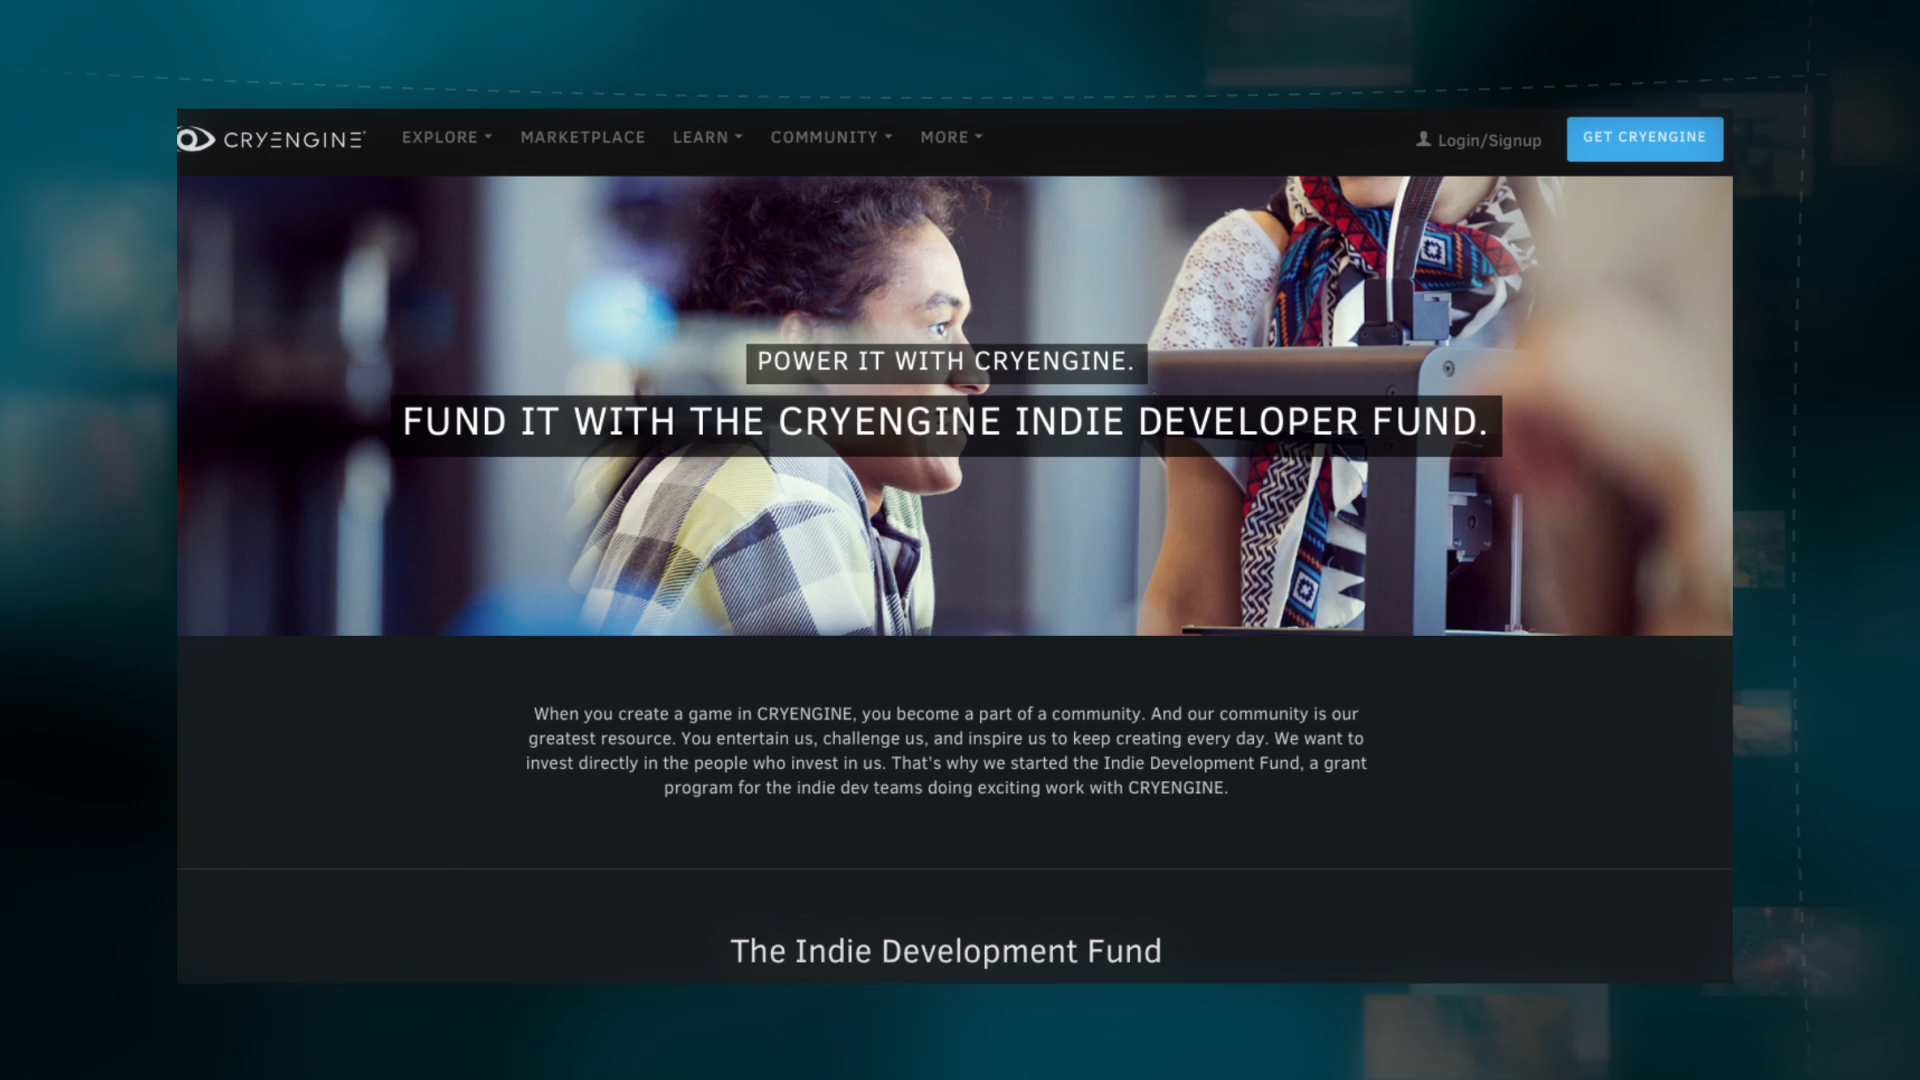 CRYENGINE
EXPLORE MARKETPLACE LEARN COMMUNITY MORE Login/Signup GET CRYENGINE
POWER IT WITH CRYENGINE.
FUND IT WITH THE CRYENGINE INDIE DEVELOPER FUND.
When you create a game in CRYENGINE, you become a part of a community. And our community is our
greatest resource. You entertain us, challenge us, and inspire us to keep creating every day. We want to
invest directly in the people who invest in us. That's why we started the Indie Development Fund, a grant
program for the indie dev teams doing exciting work with CRYENGINE.
The Indie Development Fund